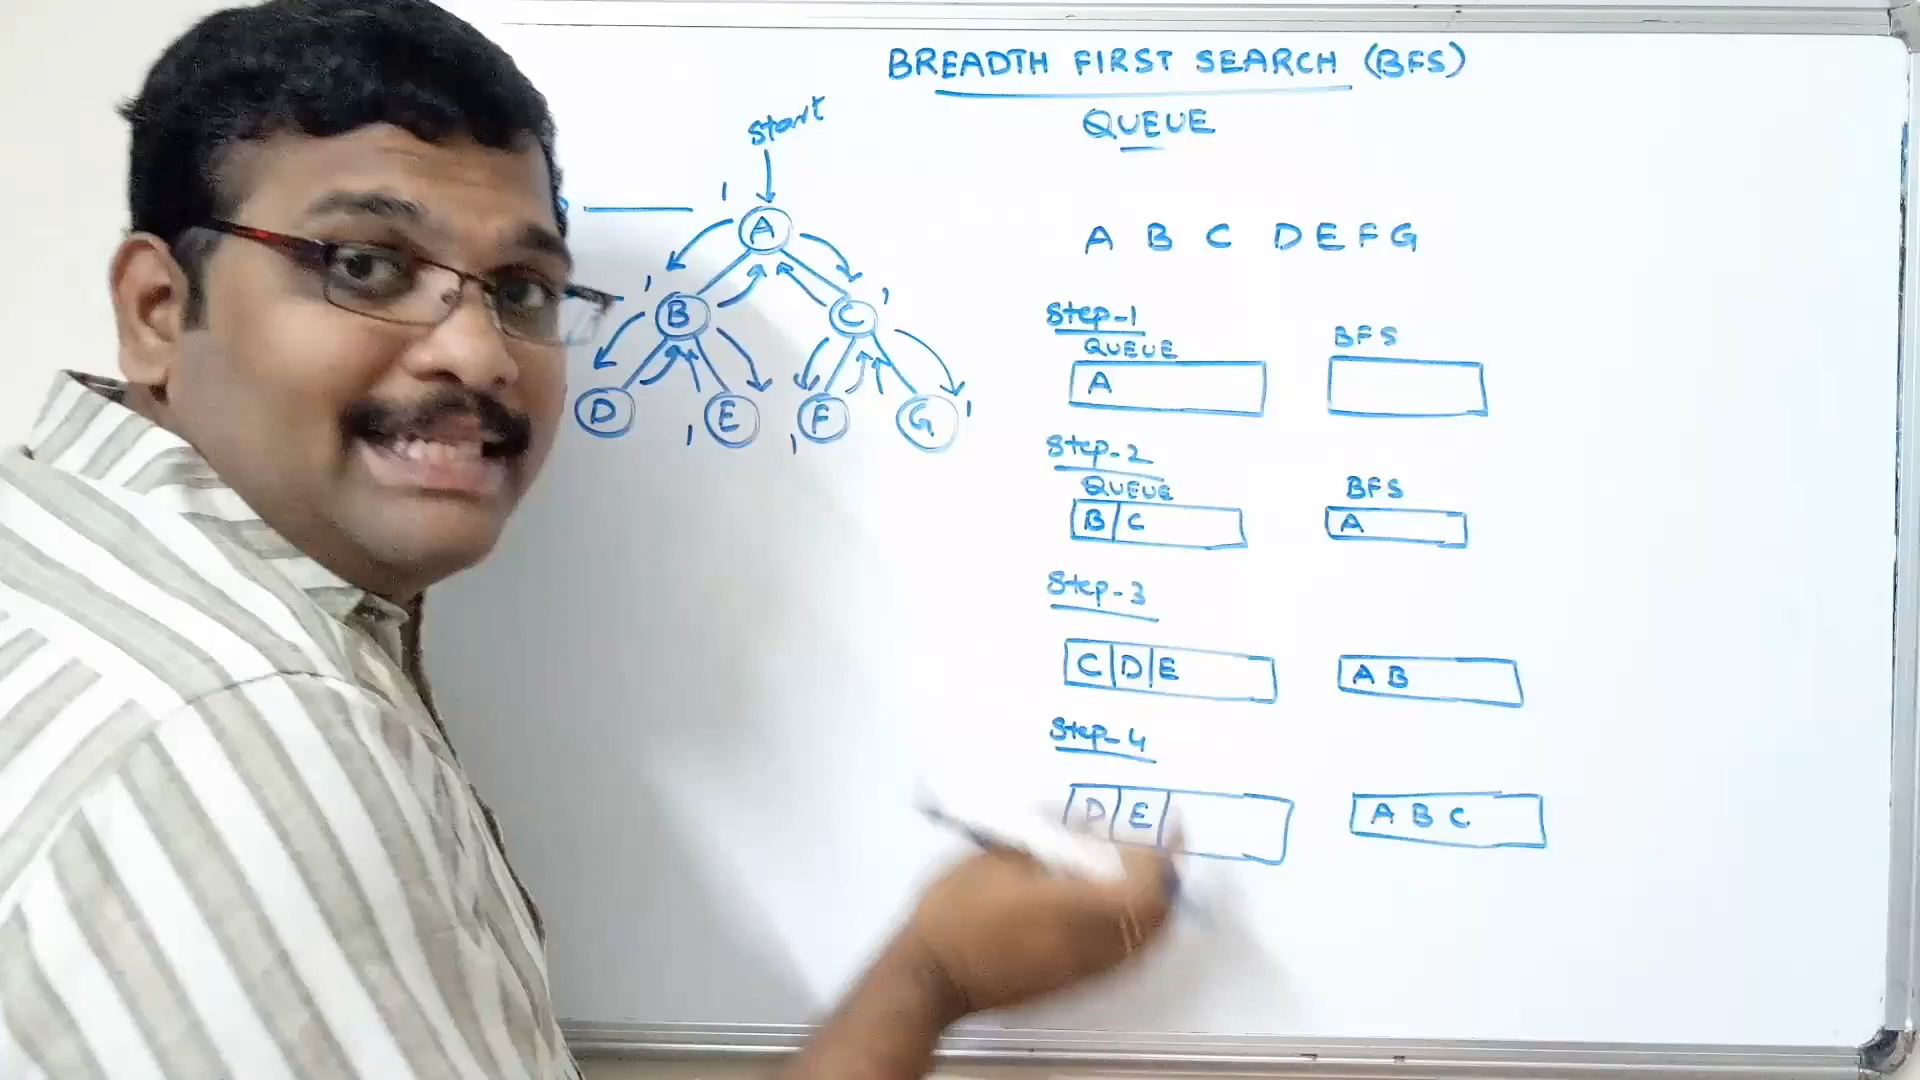 BREADTH FIRST SEARCH (BFS)
QUEUE
Start
A
B C
D E F G
A B C D E F G
Step-1
QUEUE BFS
A
Step-2
QUEUE BFS
B C A
Step-3
C D E A B
Step-4
D E A B C